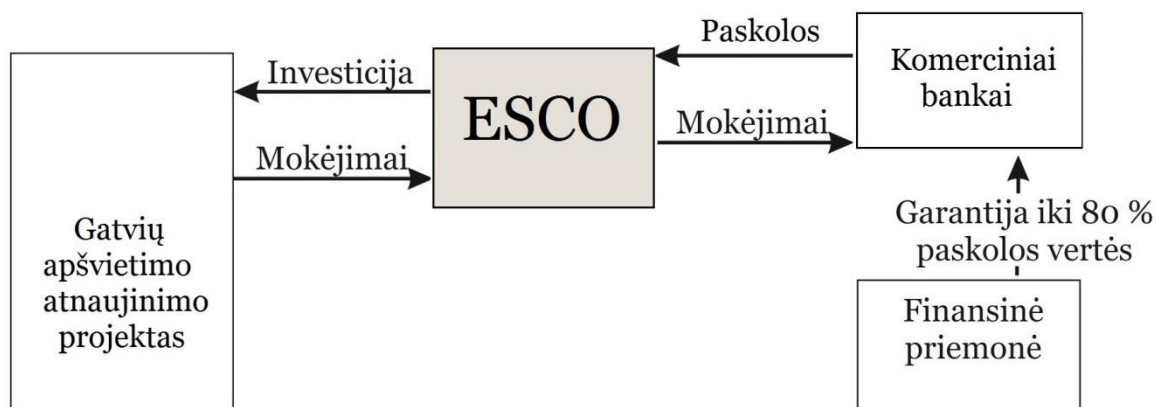 Paskolos
Komerciniai
bankai
Investicija
ESCO
Mokėjimai
Mokėjimai
Garantija iki 80 %
paskolos vertės
Gatvių
apšvietimo
atnaujinimo
projektas
Finansinė
priemonė